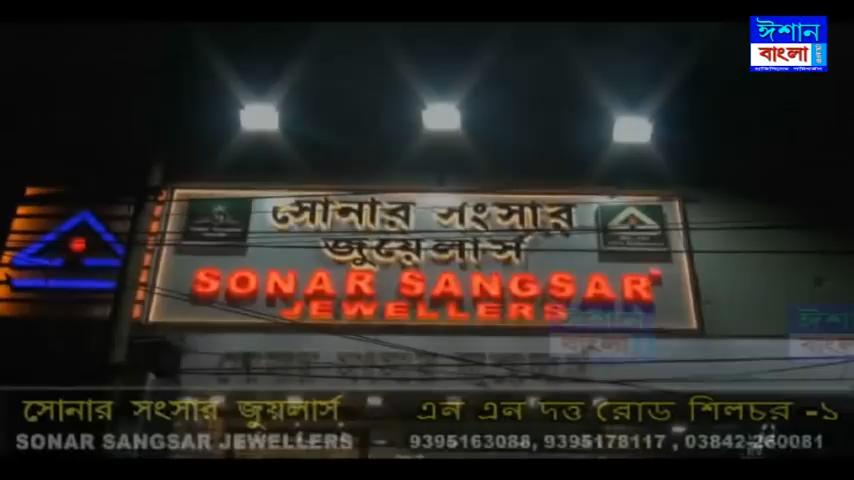 ঈশান
বাংলা
সোনার সংসার
জুয়েলার্স
SONAR SANGSAR
JEWELLERS
সোনার সংসার জুয়লার্স এন এন দত্ত রোড শিলচর -১
SONAR SANGSAR JEWELLERS - 9395163088, 9395178117, 03842-260081